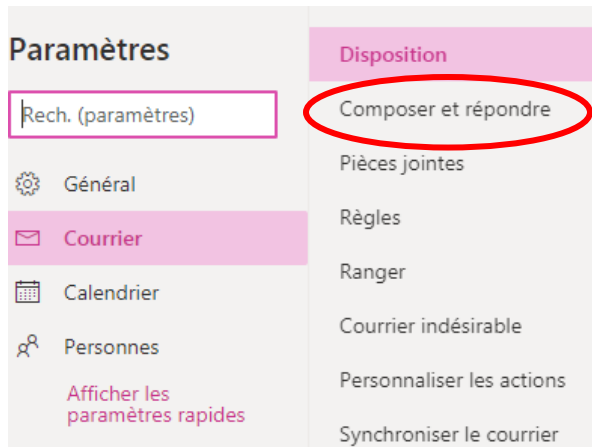 Paramètres
Rech. (paramètres)
Général
Courrier
Calendrier
Personnes
Afficher les
paramètres rapides
Disposition
Composer et répondre
Pièces jointes
Règles
Ranger
Courrier indésirable
Personnaliser les actions
Synchroniser le courrier